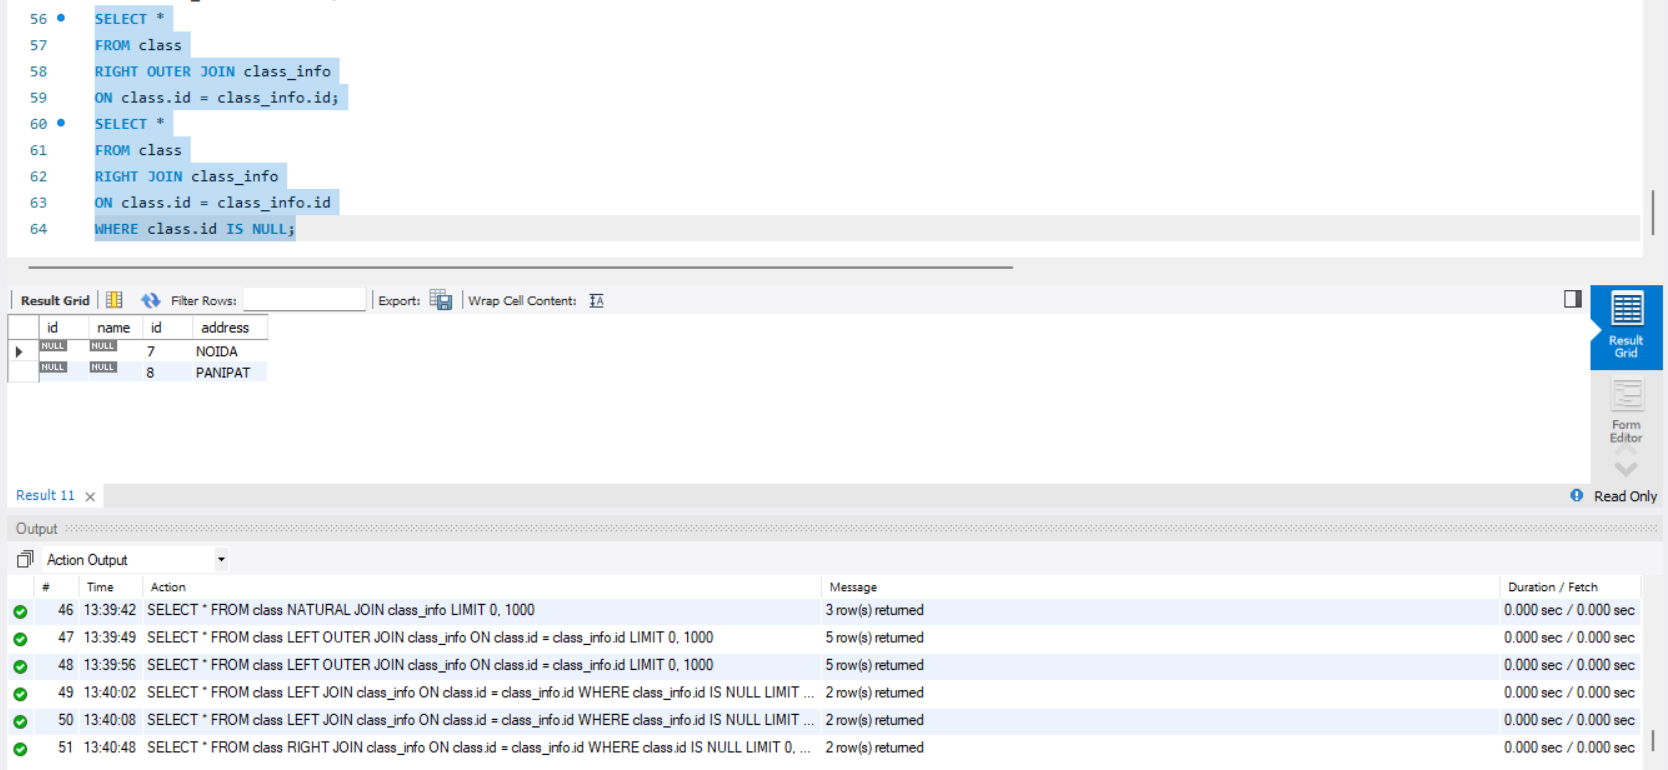 56 SELECT *
57 FROM class
58 RIGHT OUTER JOIN class_info
59 ON class.id = class_info.id;
60 SELECT *
61 FROM class
62 RIGHT JOIN class_info
63 ON class.id = class_info.id
64 WHERE class.id IS NULL;
Result Grid Filter Rows: Export: Wrap Cell Content: IA
id name id address
NULL NULL 7 NOIDA
NULL NULL 8 PANIPAT
Result Grid
Form Editor
Result 11 × Read Only
Output
Action Output
# Time Action Message Duration / Fetch
46 13:39:42 SELECT * FROM class NATURAL JOIN class_info LIMIT 0, 1000 3 row(s) returned 0.000 sec / 0.000 sec
47 13:39:49 SELECT * FROM class LEFT OUTER JOIN class_info ON class.id = class_info.id LIMIT 0, 1000 5 row(s) returned 0.000 sec / 0.000 sec
48 13:39:56 SELECT * FROM class LEFT OUTER JOIN class_info ON class.id = class_info.id LIMIT 0, 1000 5 row(s) returned 0.000 sec / 0.000 sec
49 13:40:02 SELECT * FROM class LEFT JOIN class_info ON class.id = class_info.id WHERE class_info.id IS NULL LIMIT ... 2 row(s) returned 0.000 sec / 0.000 sec
50 13:40:08 SELECT * FROM class LEFT JOIN class_info ON class.id = class_info.id WHERE class_info.id IS NULL LIMIT ... 2 row(s) returned 0.000 sec / 0.000 sec
51 13:40:48 SELECT * FROM class RIGHT JOIN class_info ON class.id = class_info.id WHERE class.id IS NULL LIMIT 0, ... 2 row(s) returned 0.000 sec / 0.000 sec